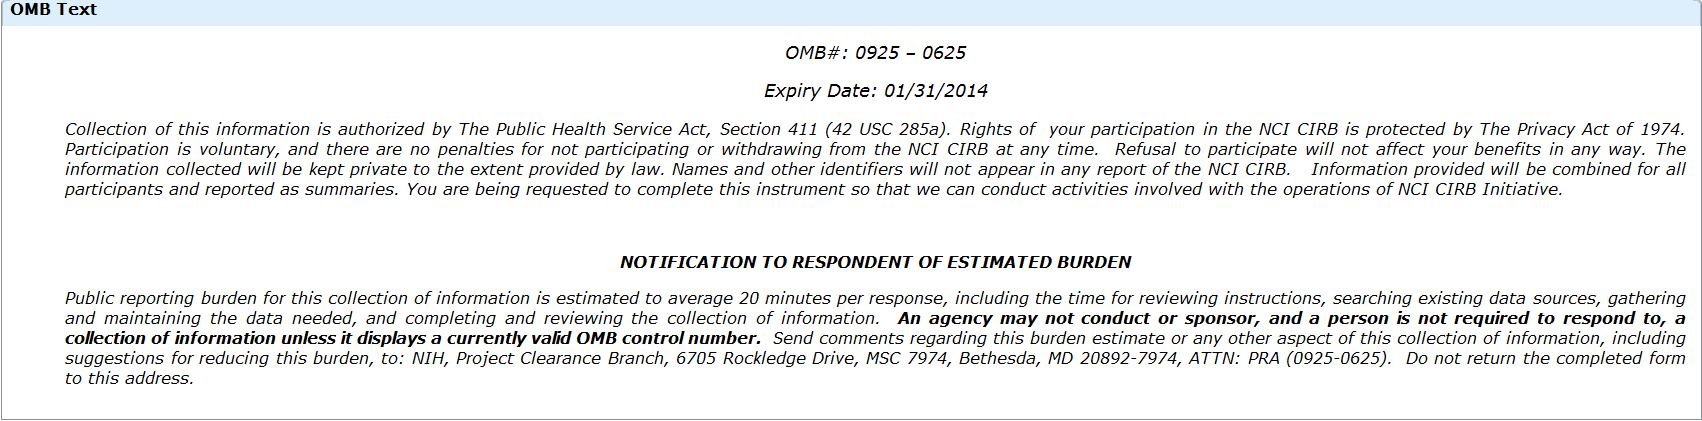 OMB Text
OMB#: 0925 – 0625
Expiry Date: 01/31/2014
Collection of this information is authorized by The Public Health Service Act, Section 411 (42 USC 285a). Rights of  your participation in the NCI CIRB is protected by The Privacy Act of 1974.
Participation is voluntary, and there are no penalties for not participating or withdrawing from the NCI CIRB at any time.  Refusal to participate will not affect your benefits in any way. The
information collected will be kept private to the extent provided by law. Names and other identifiers will not appear in any report of the NCI CIRB.   Information provided will be combined for all
participants and reported as summaries. You are being requested to complete this instrument so that we can conduct activities involved with the operations of NCI CIRB Initiative.
NOTIFICATION TO RESPONDENT OF ESTIMATED BURDEN
Public reporting burden for this collection of information is estimated to average 20 minutes per response, including the time for reviewing instructions, searching existing data sources, gathering
and maintaining the data needed, and completing and reviewing the collection of information.  An agency may not conduct or sponsor, and a person is not required to respond to, a
collection of information unless it displays a currently valid OMB control number.  Send comments regarding this burden estimate or any other aspect of this collection of information, including
suggestions for reducing this burden, to: NIH, Project Clearance Branch, 6705 Rockledge Drive, MSC 7974, Bethesda, MD 20892-7974, ATTN: PRA (0925-0625).  Do not return the completed form
to this address.